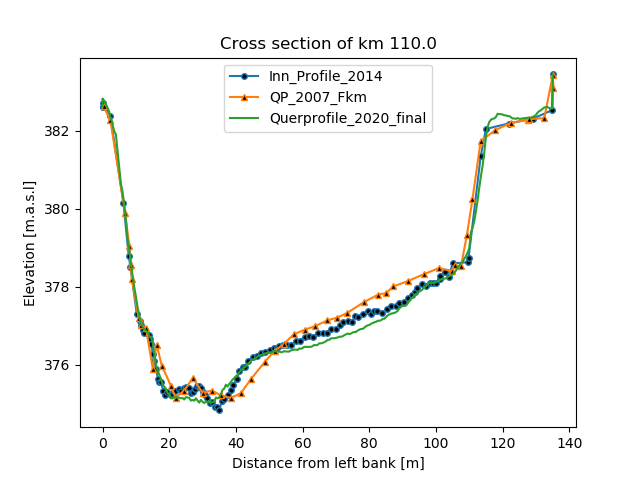 Cross section of km 110.0
Inn_Profile_2014
QP_2007_Fkm
Querprofile_2020_final
Elevation [m.a.s.l]
382
380
378
376
0 20 40 60 80 100 120 140
Distance from left bank [m]